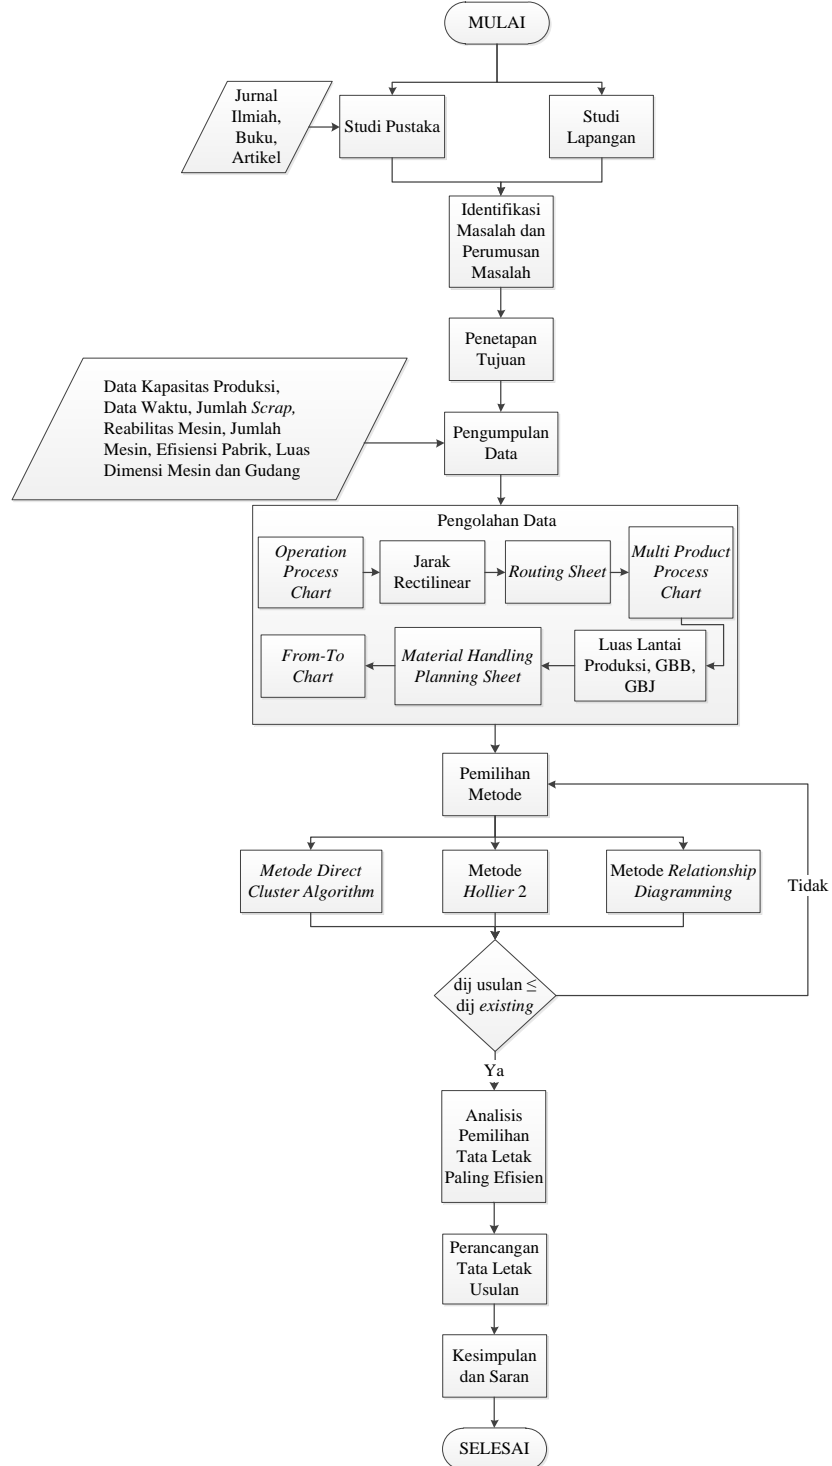 MULAI
Jurnal
Ilmiah,
Buku,
Artikel
Studi Pustaka
Studi
Lapangan
Identifikasi
Masalah dan
Perumusan
Masalah
Penetapan
Tujuan
Data Kapasitas Produksi,
Data Waktu, Jumlah Scrap,
Reabilitas Mesin, Jumlah
Mesin, Efisiensi Pabrik, Luas
Dimensi Mesin dan Gudang
Pengumpulan
Data
Pengolahan Data
Operation
Process
Chart
Jarak
Rectilinear
Routing Sheet
Multi Product
Process
Chart
Luas Lantai
Produksi, GBB,
GBJ
Material Handling
Planning Sheet
From-To
Chart
Pemilihan
Metode
Metode Direct
Cluster Algorithm
Metode
Hollier 2
Metode Relationship
Diagramming
Tidak
dij usulan ≤
dij existing
Ya
Analisis
Pemilihan
Tata Letak
Paling Efisien
Perancangan
Tata Letak
Usulan
Kesimpulan
dan Saran
SELESAI